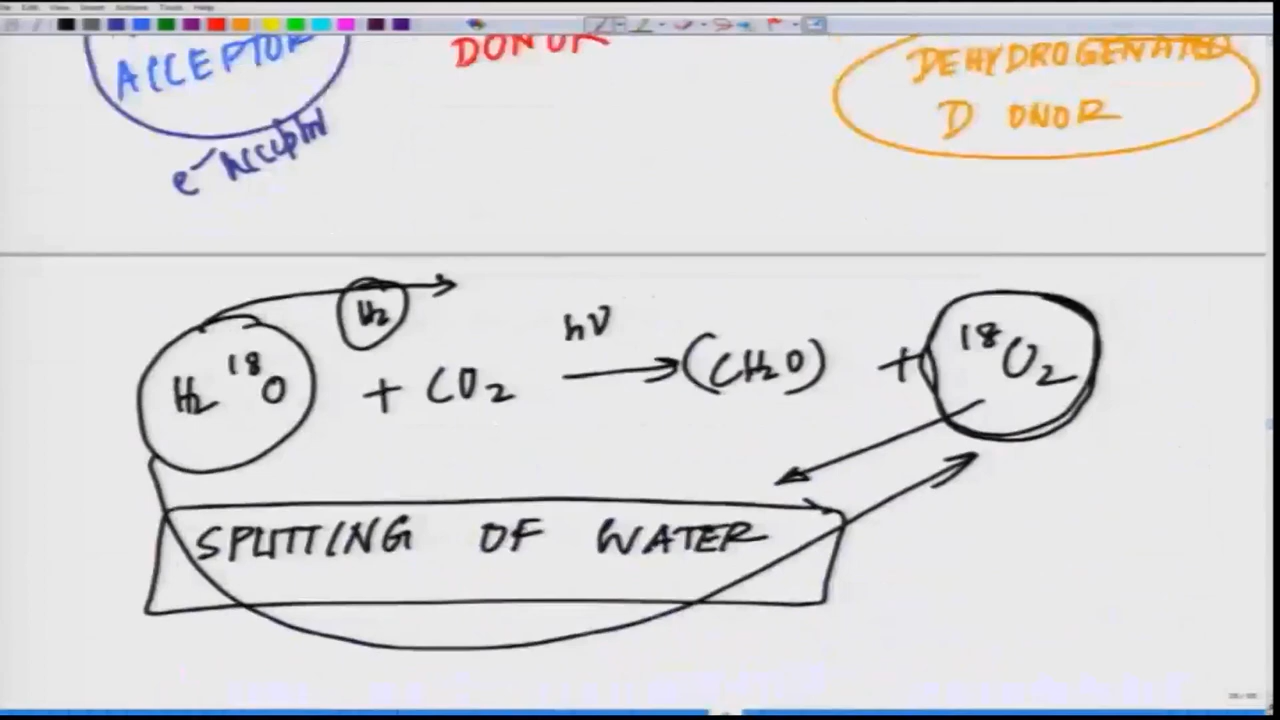 ACCEPTOR
DONOR
DEHYDROGENATED
DONOR
e⁻ Acceptor
H₂
hν
H₂ ¹⁸O + CO₂ → (CH₂O) + ¹⁸O₂
SPLITTING OF WATER